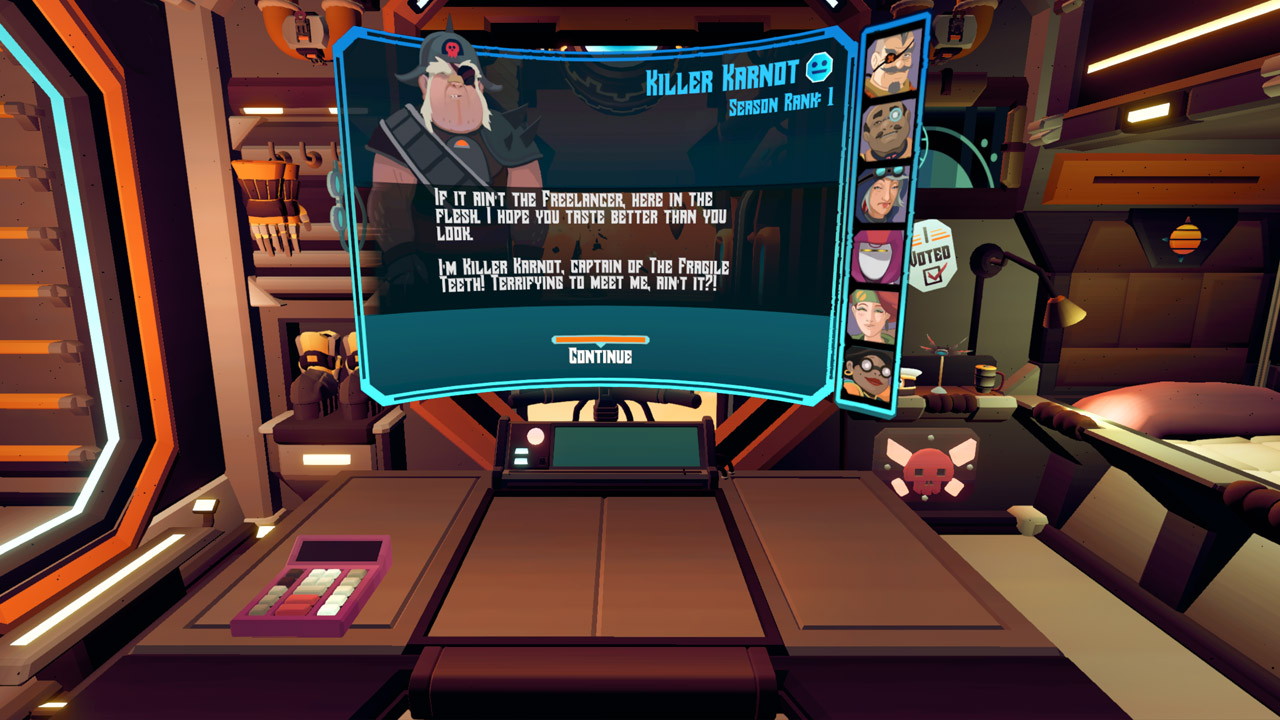 Killer Karnot
Season Rank: 1
If it ain't the Freelancer, here in the
flesh. I hope you taste better than you
look.
I'm Killer Karnot, captain of The Fragile
Teeth! Terrifying to meet me, ain't it?!
Continue
I
Voted